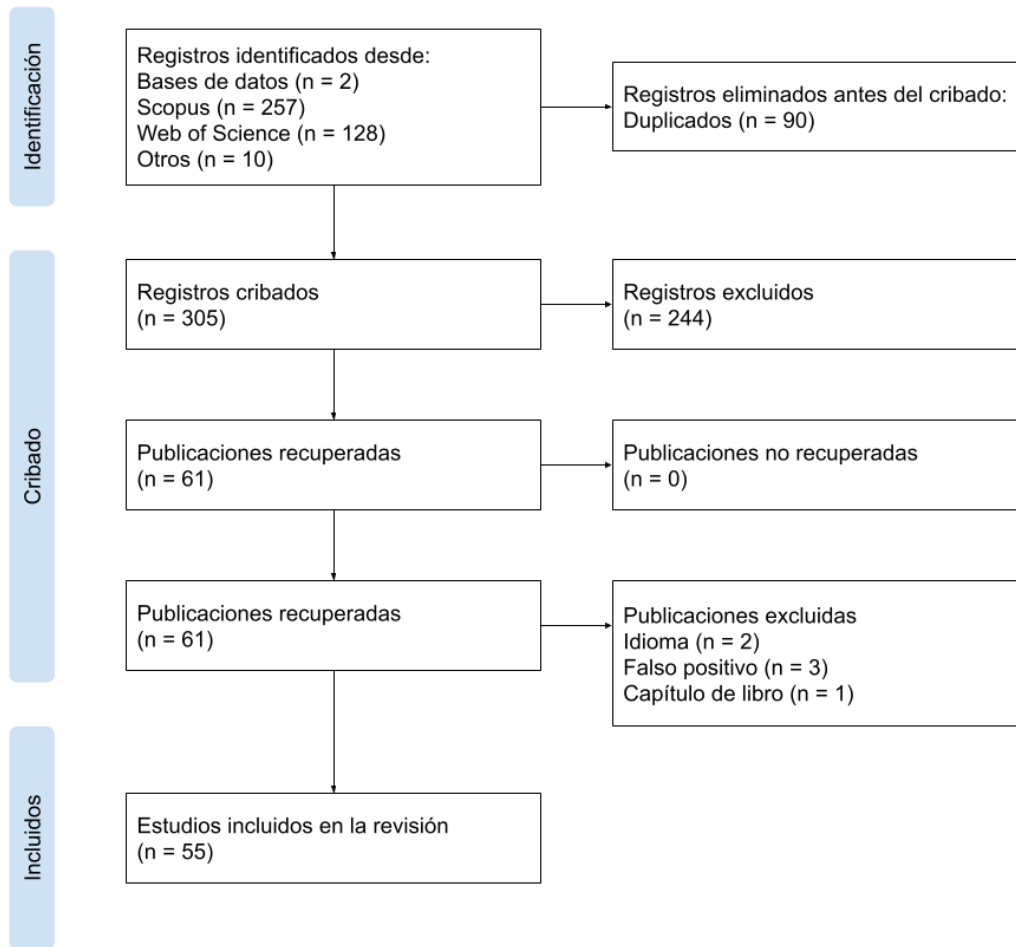 Identificación
Registros identificados desde:
Bases de datos (n = 2)
Scopus (n = 257)
Web of Science (n = 128)
Otros (n = 10)
Registros eliminados antes del cribado:
Duplicados (n = 90)
Cribado
Registros cribados
(n = 305)
Registros excluidos
(n = 244)
Publicaciones recuperadas
(n = 61)
Publicaciones no recuperadas
(n = 0)
Publicaciones recuperadas
(n = 61)
Publicaciones excluidas
Idioma (n = 2)
Falso positivo (n = 3)
Capítulo de libro (n = 1)
Incluidos
Estudios incluidos en la revisión
(n = 55)